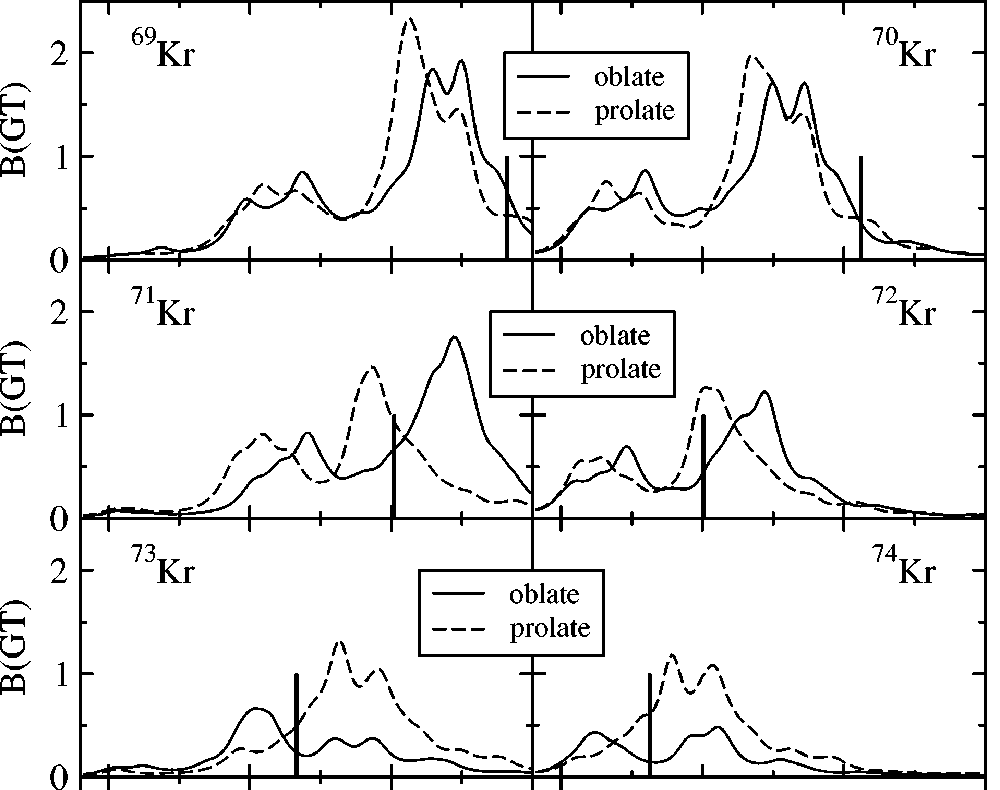 2
1
0
B(GT)
⁶⁹Kr
oblate
prolate
⁷⁰Kr
2
1
0
B(GT)
⁷¹Kr
oblate
prolate
⁷²Kr
2
1
0
B(GT)
⁷³Kr
oblate
prolate
⁷⁴Kr